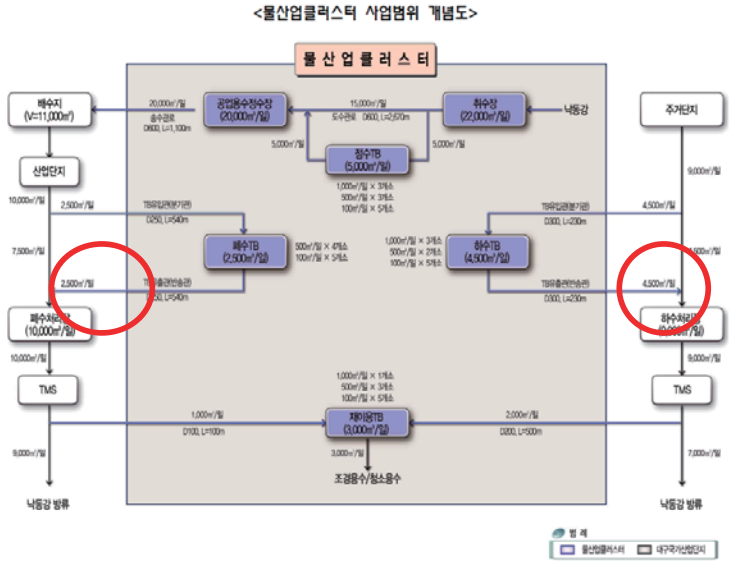 <물산업클러스터 사업범위 개념도>
물산업클러스터
배수지
(V=11,000㎥)
20,000㎥/일
송수관로
D600, L=1,100m
공업용수정수장
(20,000㎥/일)
15,000㎥/일
도수관로 D600, L=2,670m
취수장
(22,000㎥/일)
낙동강
주거단지
5,000㎥/일
정수TB
(5,000㎥/일)
5,000㎥/일
1,000㎥/일 × 3개소
500㎥/일 × 3개소
100㎥/일 × 5개소
산업단지
9,000㎥/일
10,000㎥/일
2,500㎥/일
TB유입관(분기관)
D250, L=540m
TB유입관(분기관)
D300, L=230m
4,500㎥/일
7,500㎥/일
폐수TB
(2,500㎥/일)
500㎥/일 × 4개소
100㎥/일 × 5개소
1,000㎥/일 × 3개소
500㎥/일 × 2개소
100㎥/일 × 5개소
하수TB
(4,500㎥/일)
2,500㎥/일
TB유출관(반송관)
L=540m
TB유출관(반송관)
D300, L=230m
4,500㎥/일
폐수처리장
(10,000㎥/일)
하수처리장
10,000㎥/일
9,000㎥/일
TMS
1,000㎥/일 × 1개소
500㎥/일 × 3개소
100㎥/일 × 5개소
TMS
1,000㎥/일
D100, L=100m
재이용TB
(3,000㎥/일)
2,000㎥/일
D200, L=500m
9,000㎥/일
3,000㎥/일
7,000㎥/일
조경용수/청소용수
낙동강 방류
낙동강 방류
범례
물산업클러스터
대구국가산업단지